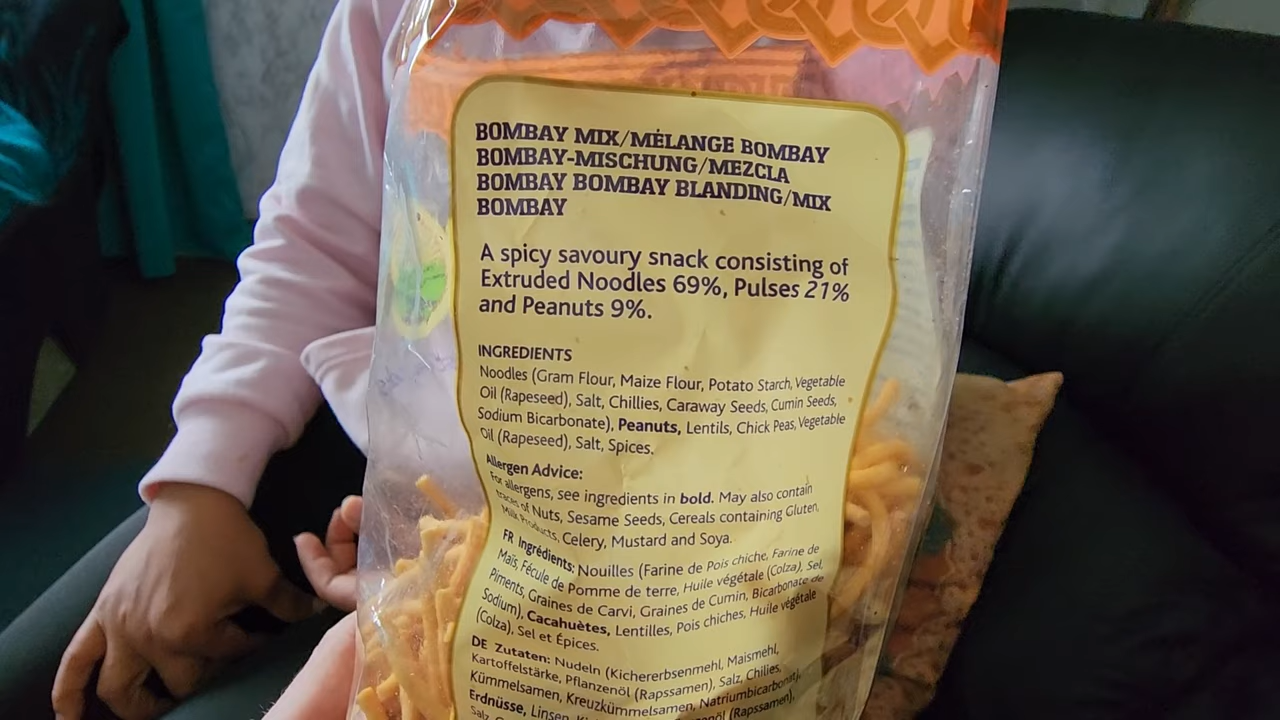 BOMBAY MIX/MÉLANGE BOMBAY
BOMBAY-MISCHUNG/MEZCLA
BOMBAY BOMBAY BLANDING/MIX
BOMBAY
A spicy savoury snack consisting of
Extruded Noodles 69%, Pulses 21%
and Peanuts 9%.
INGREDIENTS
Noodles (Gram Flour, Maize Flour, Potato Starch, Vegetable
Oil (Rapeseed), Salt, Chillies, Caraway Seeds, Cumin Seeds,
Sodium Bicarbonate), Peanuts, Lentils, Chick Peas, Vegetable
Oil (Rapeseed), Salt, Spices.
Allergen Advice:
For allergens, see ingredients in bold. May also contain
traces of Nuts, Sesame Seeds, Cereals containing Gluten,
Milk Products, Celery, Mustard and Soya.
FR Ingrédients: Nouilles (Farine de Pois chiche, Farine de
Maïs, Fécule de Pomme de terre, Huile végétale (Colza), Sel,
Piments, Graines de Carvi, Graines de Cumin, Bicarbonate de
Sodium), Cacahuètes, Lentilles, Pois chiches, Huile végétale
(Colza), Sel et Épices.
DE Zutaten: Nudeln (Kichererbsenmehl, Maismehl,
Kartoffelstärke, Pflanzenöl (Rapssamen), Salz, Chilies,
Kümmelsamen, Kreuzkümmelsamen, Natriumbicarbonat),
Erdnüsse, Linsen, (Rapssamen),
Salz,